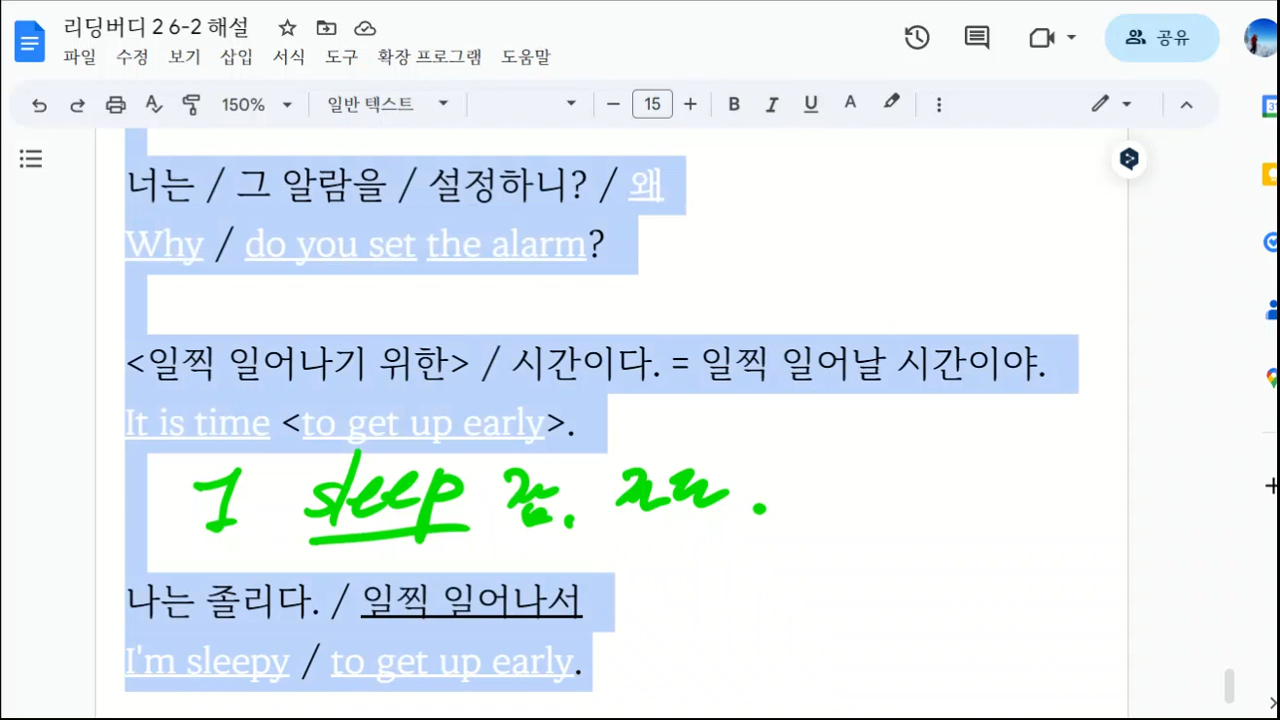 리딩버디 2 6-2 해설
파일 수정 보기 삽입 서식 도구 확장 프로그램 도움말
공유
150% 일반 텍스트 − 15 + B I U A
너는 / 그 알람을 / 설정하니? / 왜
Why / do you set the alarm?
<일찍 일어나기 위한> / 시간이다. = 일찍 일어날 시간이야.
It is time <to get up early>.
I sleep 잠. 자다.
나는 졸리다. / 일찍 일어나서
I'm sleepy / to get up early.